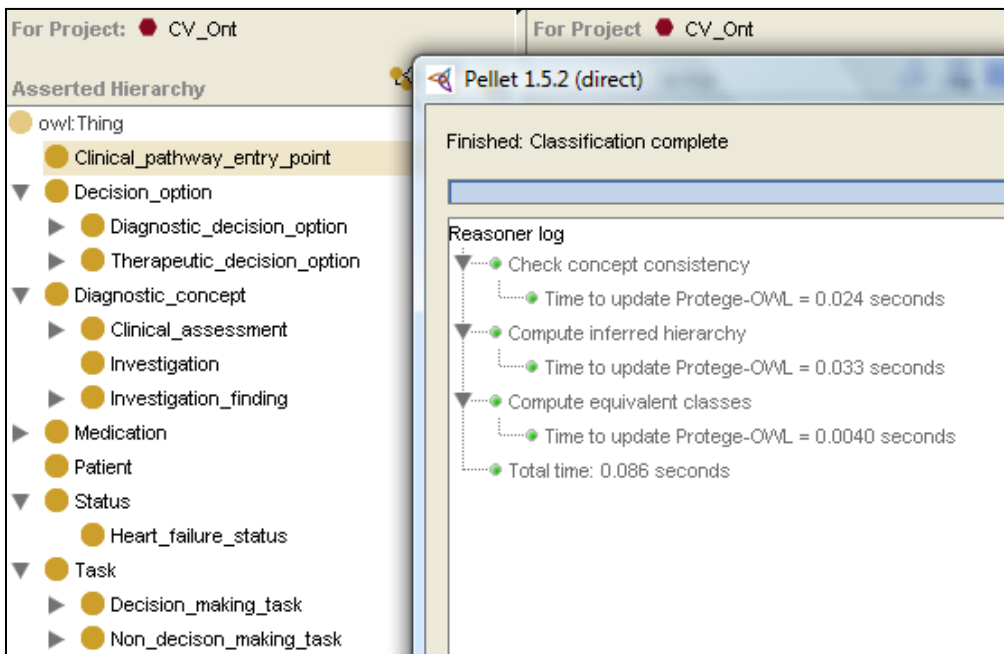 For Project: CV_Ont
Asserted Hierarchy
owl:Thing
Clinical_pathway_entry_point
Decision_option
Diagnostic_decision_option
Therapeutic_decision_option
Diagnostic_concept
Clinical_assessment
Investigation
Investigation_finding
Medication
Patient
Status
Heart_failure_status
Task
Decision_making_task
Non_decison_making_task
For Project CV_Ont
Pellet 1.5.2 (direct)
Finished: Classification complete
Reasoner log
Check concept consistency
Time to update Protege-OWL = 0.024 seconds
Compute inferred hierarchy
Time to update Protege-OWL = 0.033 seconds
Compute equivalent classes
Time to update Protege-OWL = 0.0040 seconds
Total time: 0.086 seconds